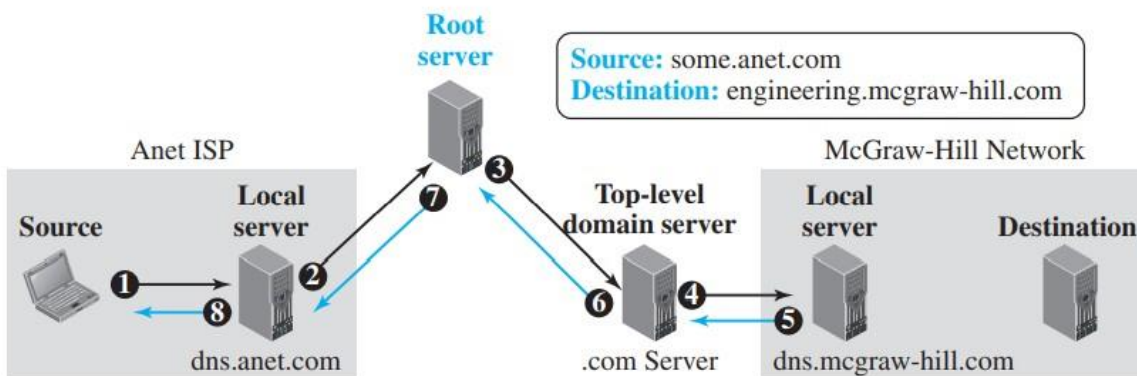 Root
server
Source: some.anet.com
Destination: engineering.mcgraw-hill.com
Anet ISP
McGraw-Hill Network
Source
Local
server
Top-level
domain server
Local
server
Destination
1
2
3
4
5
6
7
8
dns.anet.com
.com Server
dns.mcgraw-hill.com